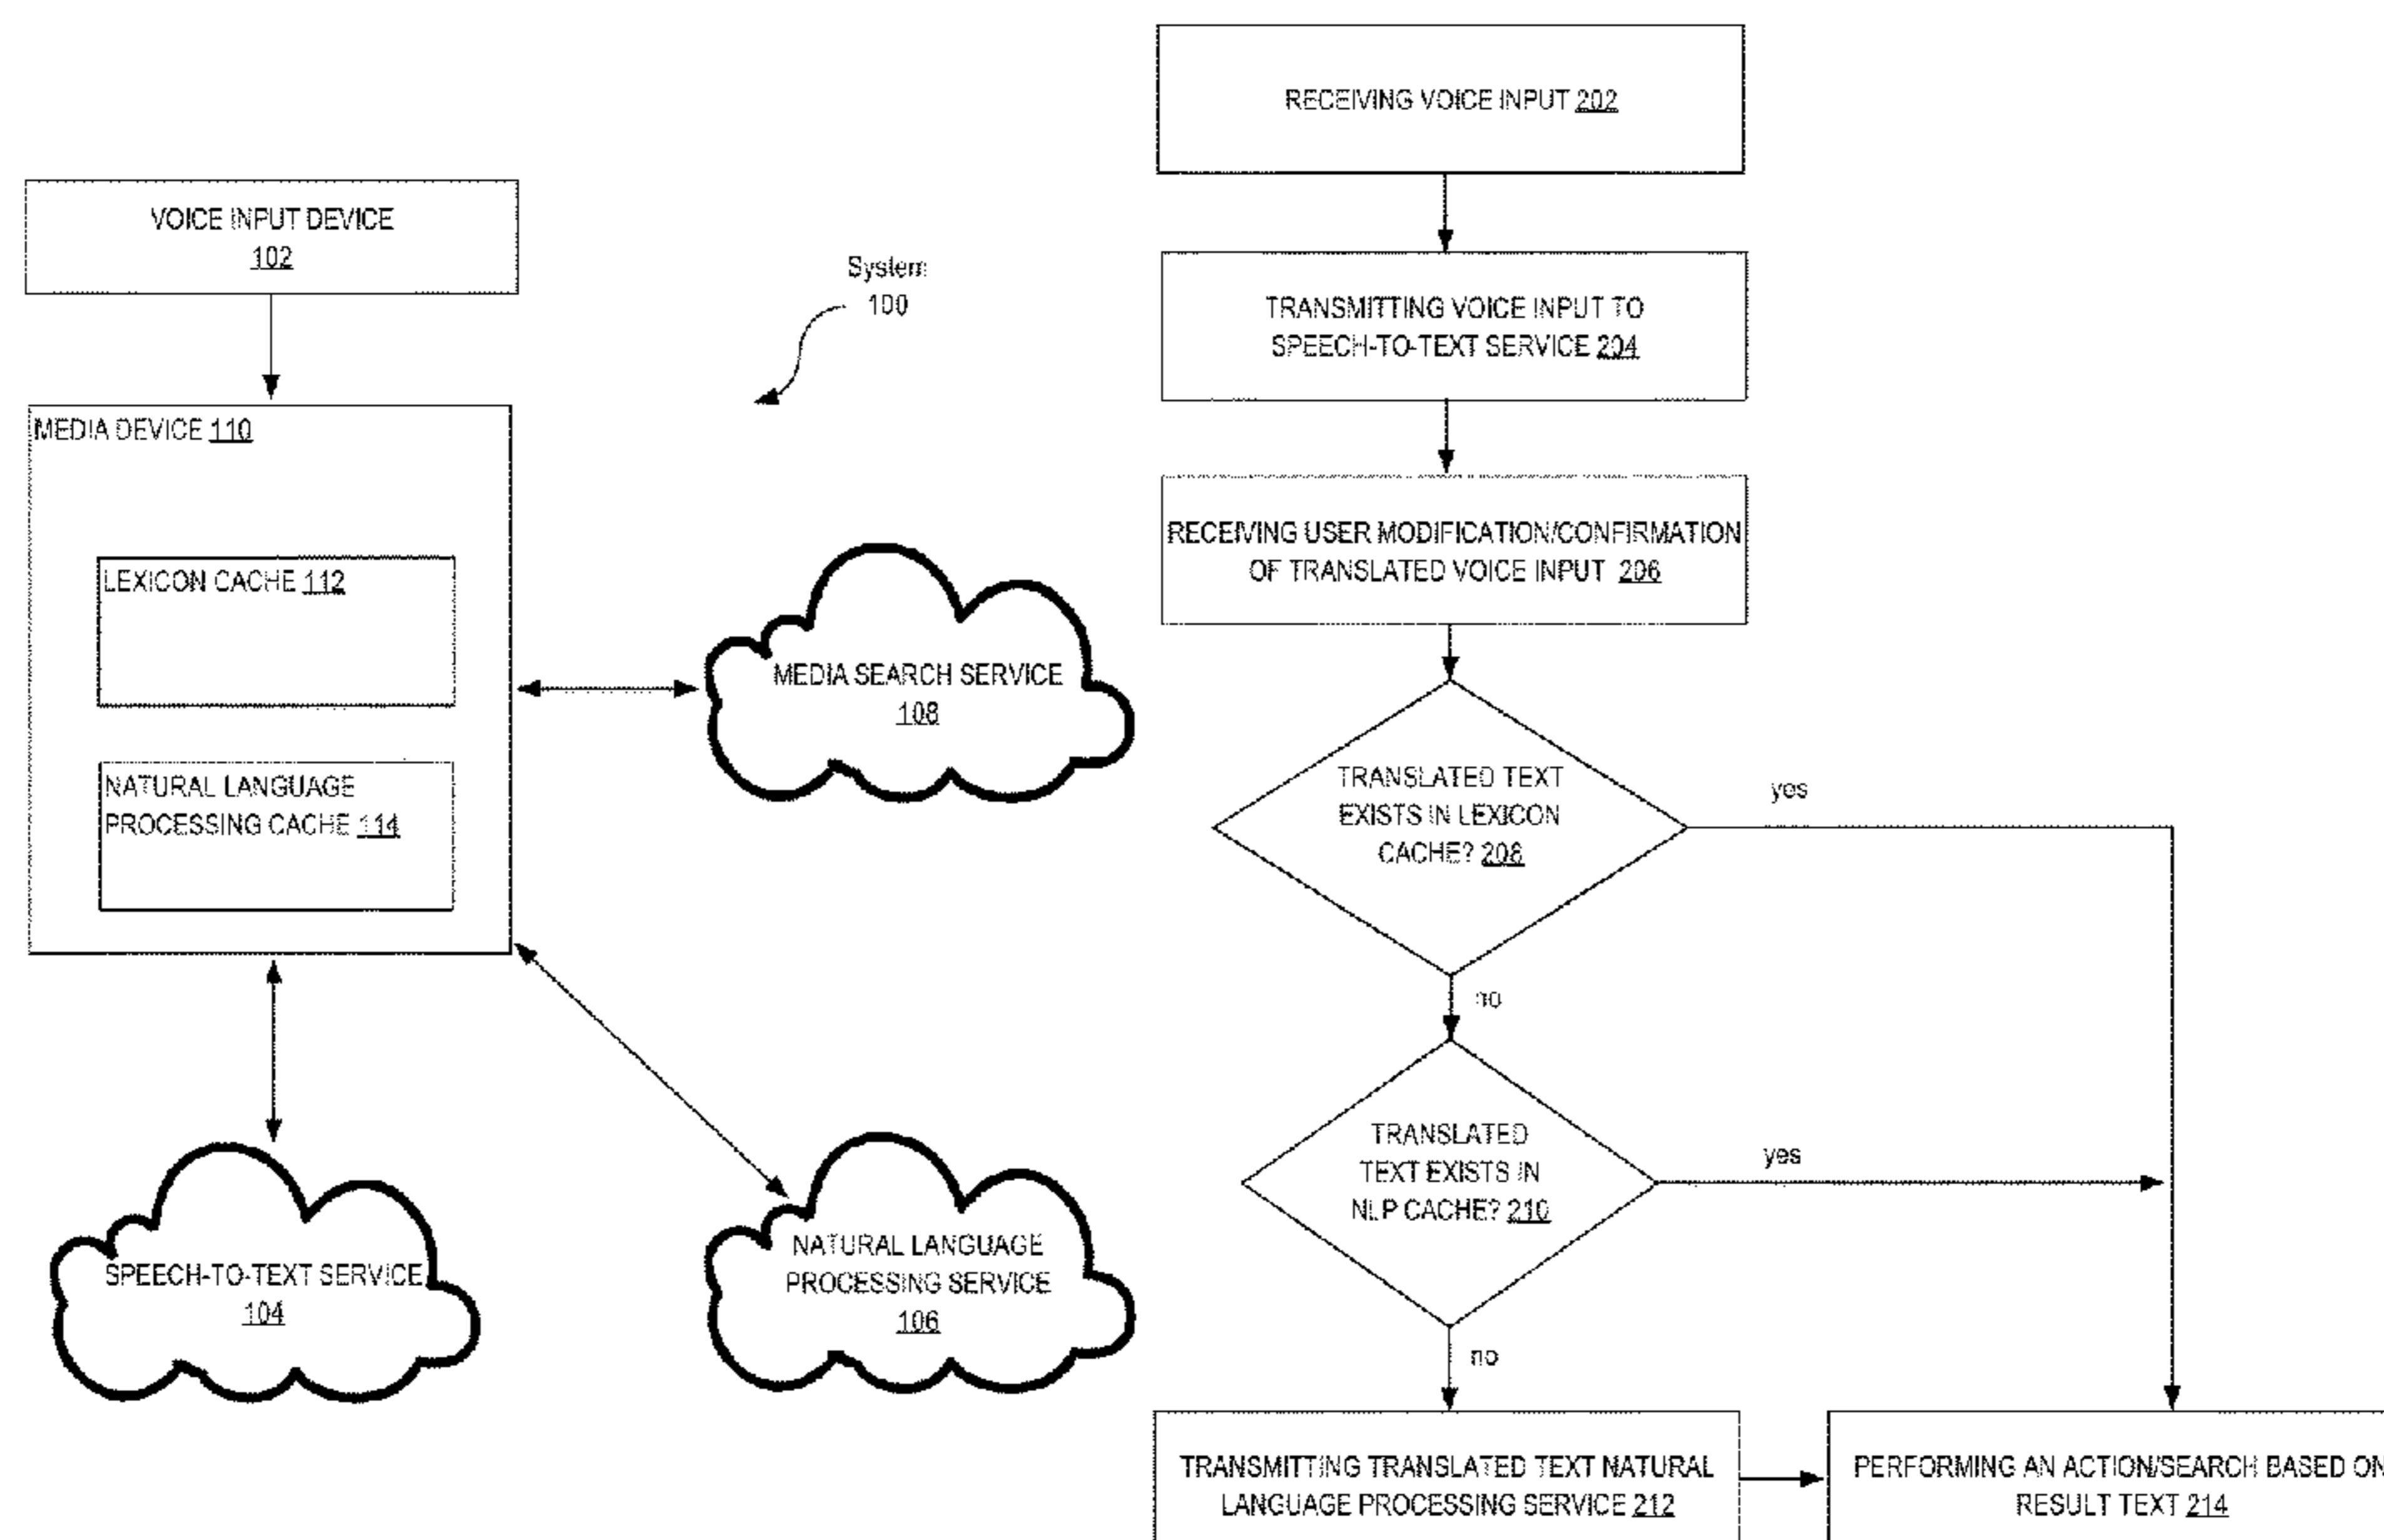 VOICE INPUT DEVICE
102
System
100
MEDIA DEVICE 110
LEXICON CACHE 112
NATURAL LANGUAGE
PROCESSING CACHE 114
MEDIA SEARCH SERVICE
108
SPEECH-TO-TEXT SERVICE
104
NATURAL LANGUAGE
PROCESSING SERVICE
106
RECEIVING VOICE INPUT 202
TRANSMITTING VOICE INPUT TO
SPEECH-TO-TEXT SERVICE 204
RECEIVING USER MODIFICATION/CONFIRMATION
OF TRANSLATED VOICE INPUT 206
TRANSLATED TEXT
EXISTS IN LEXICON
CACHE? 208
yes
no
TRANSLATED
TEXT EXISTS IN
NLP CACHE? 210
yes
no
TRANSMITTING TRANSLATED TEXT NATURAL
LANGUAGE PROCESSING SERVICE 212
PERFORMING AN ACTION/SEARCH BASED ON
RESULT TEXT 214